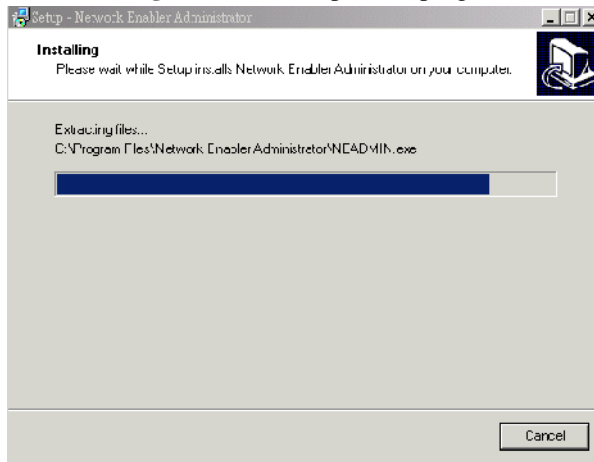 Setup - Network Enabler Administrator
Installing
Please wait while Setup installs Network Enabler Administrator on your computer.
Extracting files...
C:\Program Files\Network Enabler Administrator\NEADMIN.exe
Cancel